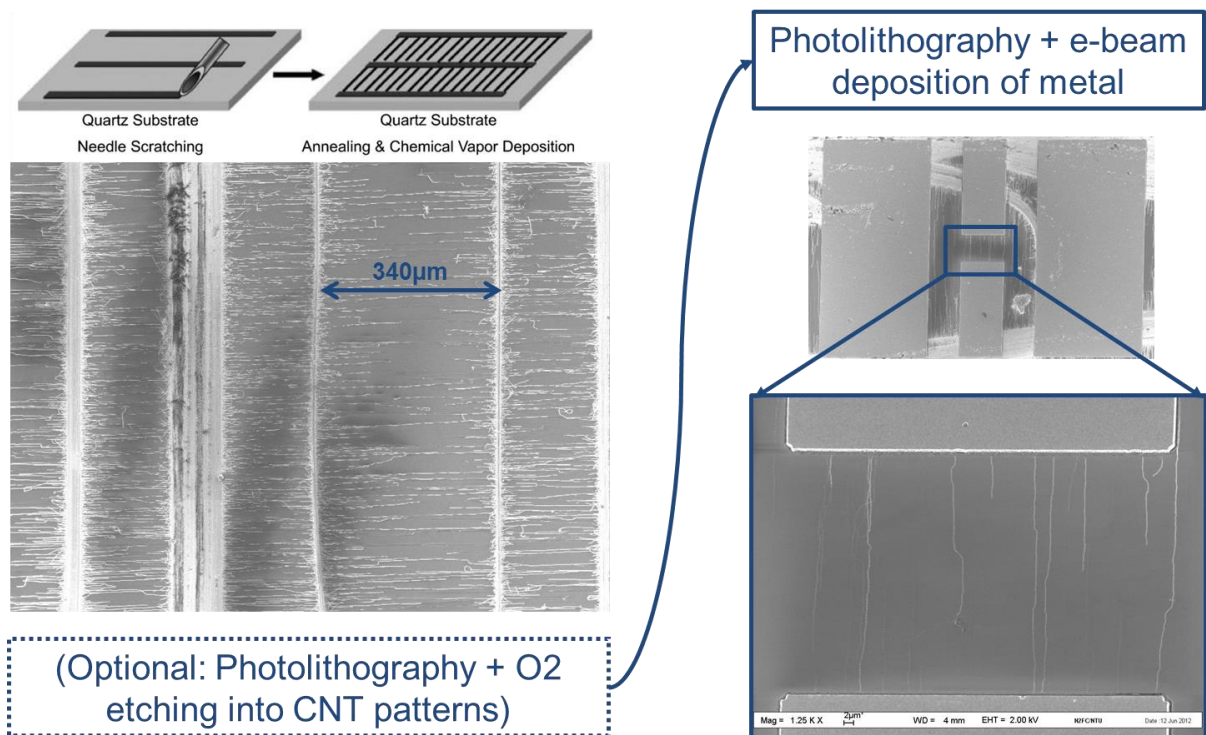 Quartz Substrate
Needle Scratching
Quartz Substrate
Annealing & Chemical Vapor Deposition
340µm
(Optional: Photolithography + O2
etching into CNT patterns)
Photolithography + e-beam
deposition of metal
Mag = 1.25 K X
2µm*
WD = 4 mm
EHT = 2.00 kV
N2FC@NTU
Date :12 Jun 2012